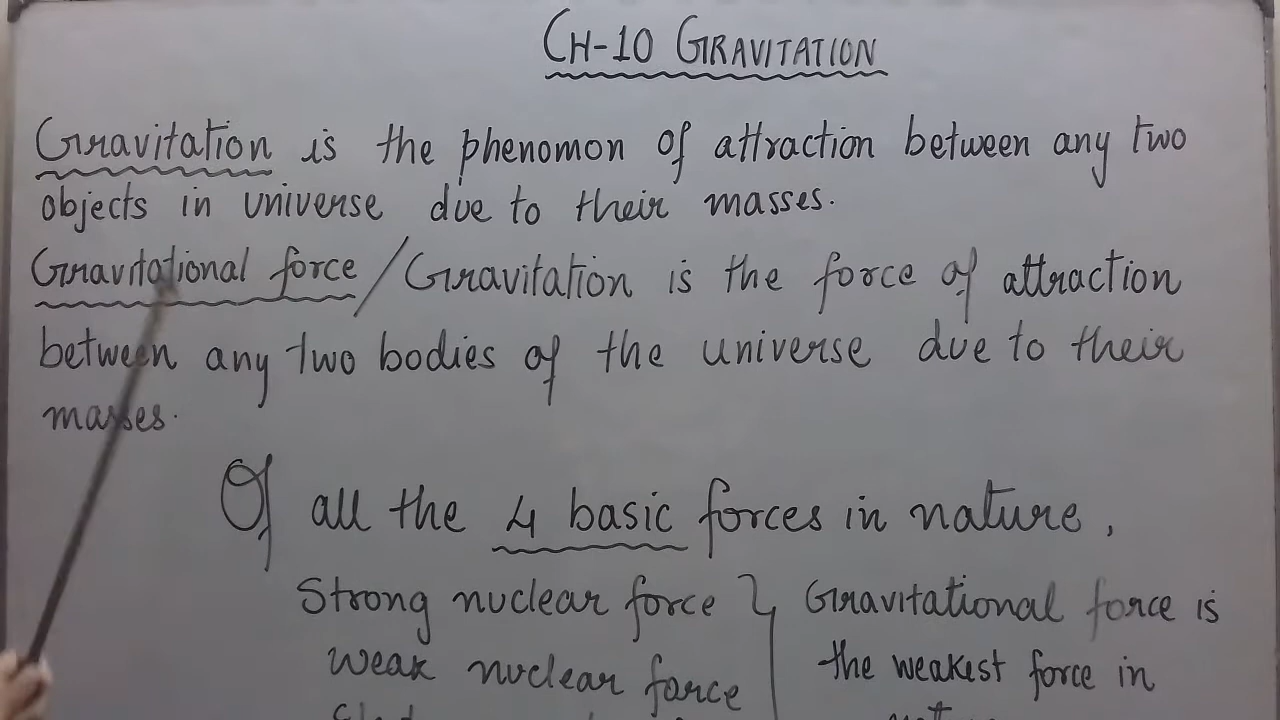 CH-10 GRAVITATION
Gravitation is the phenomon of attraction between any two
objects in universe due to their masses.
Gravitational force / Gravitation is the force of attraction
between any two bodies of the universe due to their
masses.
Of all the 4 basic forces in nature,
Strong nuclear force } Gravitational force is
weak nuclear force the weakest force in